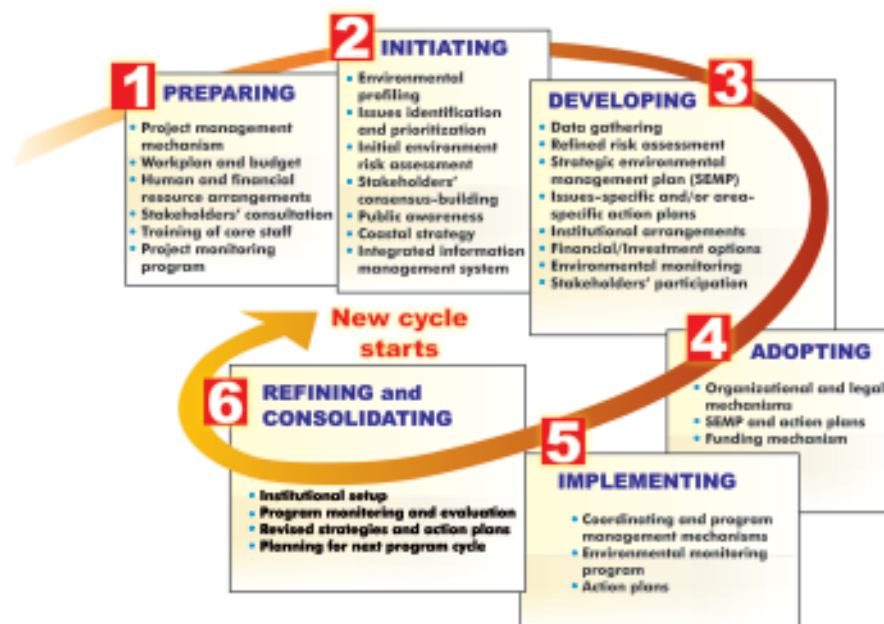 1
PREPARING
• Project management
mechanism
• Workplan and budget
• Human and financial
resource arrangements
• Stakeholders' consultation
• Training of core staff
• Project monitoring
program
2
INITIATING
• Environmental
profiling
• Issues identification
and prioritization
• Initial environment
risk assessment
• Stakeholders'
consensus-building
• Public awareness
• Coastal strategy
• Integrated information
management system
3
DEVELOPING
• Data gathering
• Refined risk assessment
• Strategic environmental
management plan (SEMP)
• Issues-specific and/or area-
specific action plans
• Institutional arrangements
• Financial/Investment options
• Environmental monitoring
• Stakeholders' participation
4
ADOPTING
• Organizational and legal
mechanisms
• SEMP and action plans
• Funding mechanism
5
IMPLEMENTING
• Coordinating and program
management mechanisms
• Environmental monitoring
program
• Action plans
6
REFINING and
CONSOLIDATING
• Institutional setup
• Program monitoring and evaluation
• Revised strategies and action plans
• Planning for next program cycle
New cycle
starts